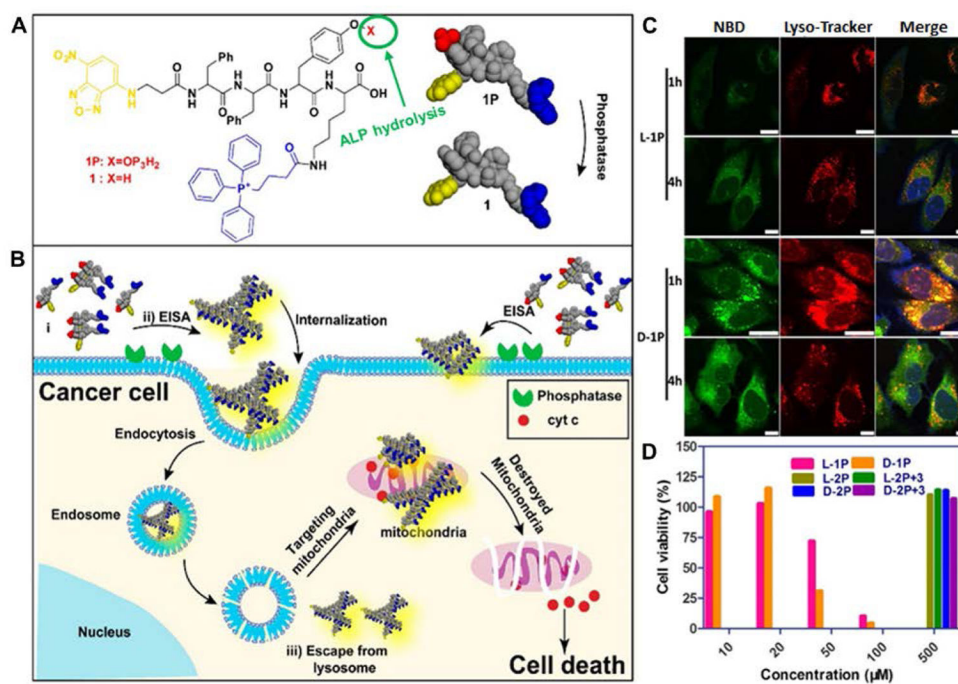 A
O₂N
N
O
N
N
H
O
N
H
Ph
O
H
N
Ph
O
N
H
O-X
O
H
N
O
OH
NH
O
P⁺
ALP hydrolysis
1P: X=OP₃H₂
1 : X=H
1P
Phosphatase
1
B
i
ii) EISA
Internalization
EISA
Cancer cell
Phosphatase
cyt c
Endocytosis
Endosome
Targeting
mitochondria
mitochondria
Destroyed
Mitochondria
Nucleus
iii) Escape from
lysosome
Cell death
C
NBD Lyso-Tracker Merge
L-1P
1h
4h
D-1P
1h
4h
D
Cell viability (%)
150
125
100
75
50
25
0
L-1P D-1P
L-2P L-2P+3
D-2P D-2P+3
10 20 50 100 500
Concentration (µM)